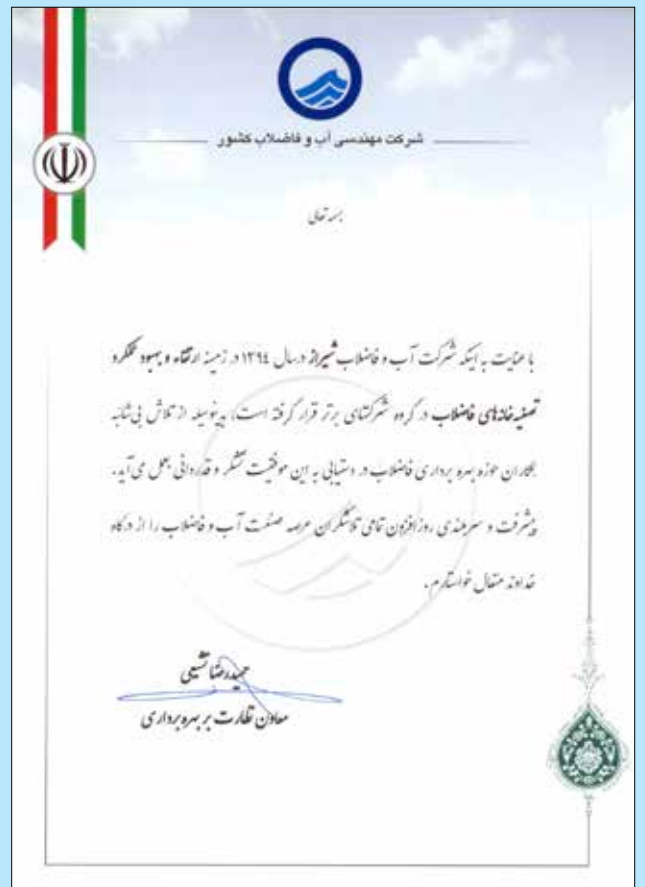 شرکت مهندسی آب و فاضلاب کشور
بسمه تعالی
با عنایت به اینکه شرکت آب و فاضلاب شیراز در سال ۱۳۹۴ در زمینه ارتقاء و بهبود عملکرد
تصفیه خانه های فاضلاب در گروه شرکتهای برتر قرار گرفته است، بدینوسیله از تلاش بی شائبه
همکاران حوزه بهره برداری فاضلاب در دستیابی به این موفقیت تشکر و قدردانی بعمل می آید.
پیشرفت و سربلندی روزافزون تمامی تلاشگران عرصه صنعت آب و فاضلاب را از درگاه
خداوند متعال خواستارم.
حمیدرضا تشیعی
معاون نظارت بر بهره برداری